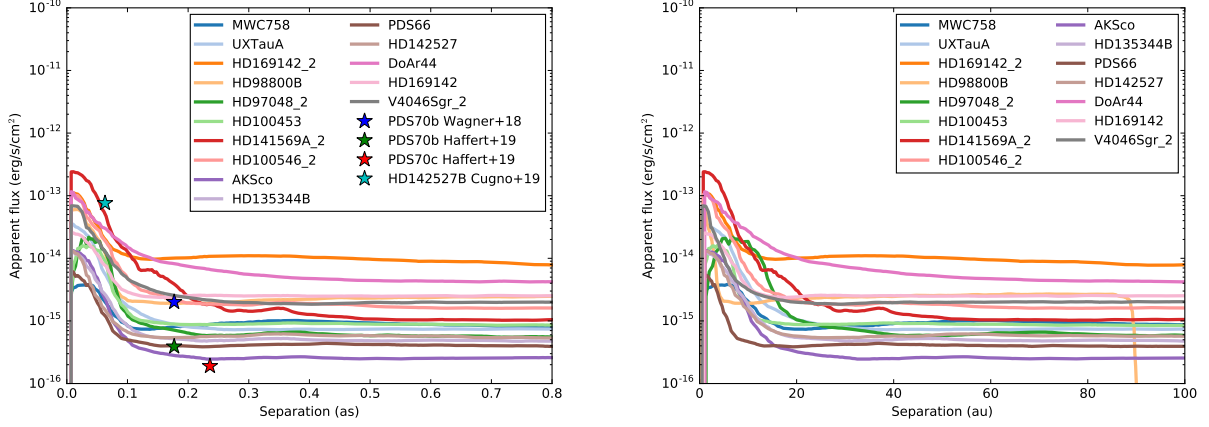 10⁻¹⁰
10⁻¹¹
10⁻¹²
10⁻¹³
10⁻¹⁴
10⁻¹⁵
10⁻¹⁶
Apparent flux (erg/s/cm²)
0.0 0.1 0.2 0.3 0.4 0.5 0.6 0.7 0.8
Separation (as)
MWC758
UXTauA
HD169142_2
HD98800B
HD97048_2
HD100453
HD141569A_2
HD100546_2
AKSco
HD135344B
PDS66
HD142527
DoAr44
HD169142
V4046Sgr_2
PDS70b Wagner+18
PDS70b Haffert+19
PDS70c Haffert+19
HD142527B Cugno+19
10⁻¹⁰
10⁻¹¹
10⁻¹²
10⁻¹³
10⁻¹⁴
10⁻¹⁵
10⁻¹⁶
Apparent flux (erg/s/cm²)
0 20 40 60 80 100
Separation (au)
MWC758
UXTauA
HD169142_2
HD98800B
HD97048_2
HD100453
HD141569A_2
HD100546_2
AKSco
HD135344B
PDS66
HD142527
DoAr44
HD169142
V4046Sgr_2